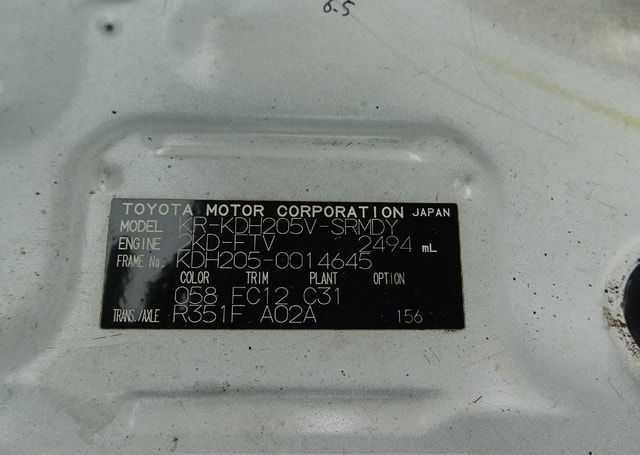 6.5
TOYOTA MOTOR CORPORATION JAPAN
MODEL KR-KDH205V-SRMDY
ENGINE 2KD-FTV 2494 mL
FRAME No. KDH205-0014645
COLOR TRIM PLANT OPTION
058 FC12 C31
TRANS./AXLE R351F A02A 156